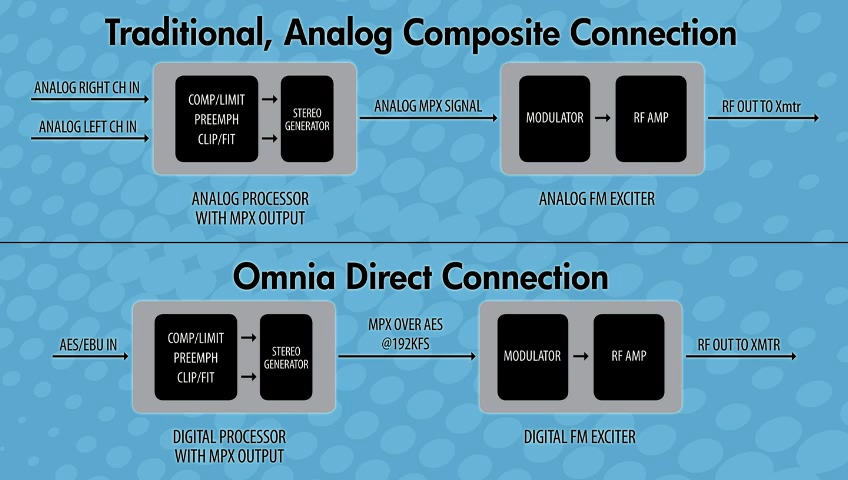 Traditional, Analog Composite Connection
ANALOG RIGHT CH IN
ANALOG LEFT CH IN
COMP/LIMIT
PREEMPH
CLIP/FIT
STEREO
GENERATOR
ANALOG MPX SIGNAL
MODULATOR
RF AMP
RF OUT TO Xmtr
ANALOG PROCESSOR
WITH MPX OUTPUT
ANALOG FM EXCITER
Omnia Direct Connection
AES/EBU IN
COMP/LIMIT
PREEMPH
CLIP/FIT
STEREO
GENERATOR
MPX OVER AES
@192KFS
MODULATOR
RF AMP
RF OUT TO XMTR
DIGITAL PROCESSOR
WITH MPX OUTPUT
DIGITAL FM EXCITER